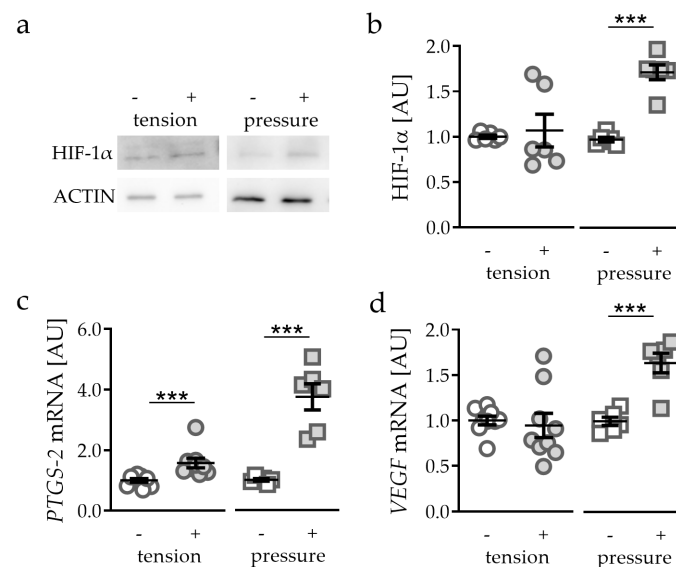 a
- + - +
tension pressure
HIF-1α
ACTIN
b
***
HIF-1α [AU]
2.0
1.5
1.0
0.5
0.0
- + - +
tension pressure
c
*** ***
PTGS-2 mRNA [AU]
6.0
4.0
2.0
0.0
- + - +
tension pressure
d
***
VEGF mRNA [AU]
2.0
1.5
1.0
0.5
0.0
- + - +
tension pressure